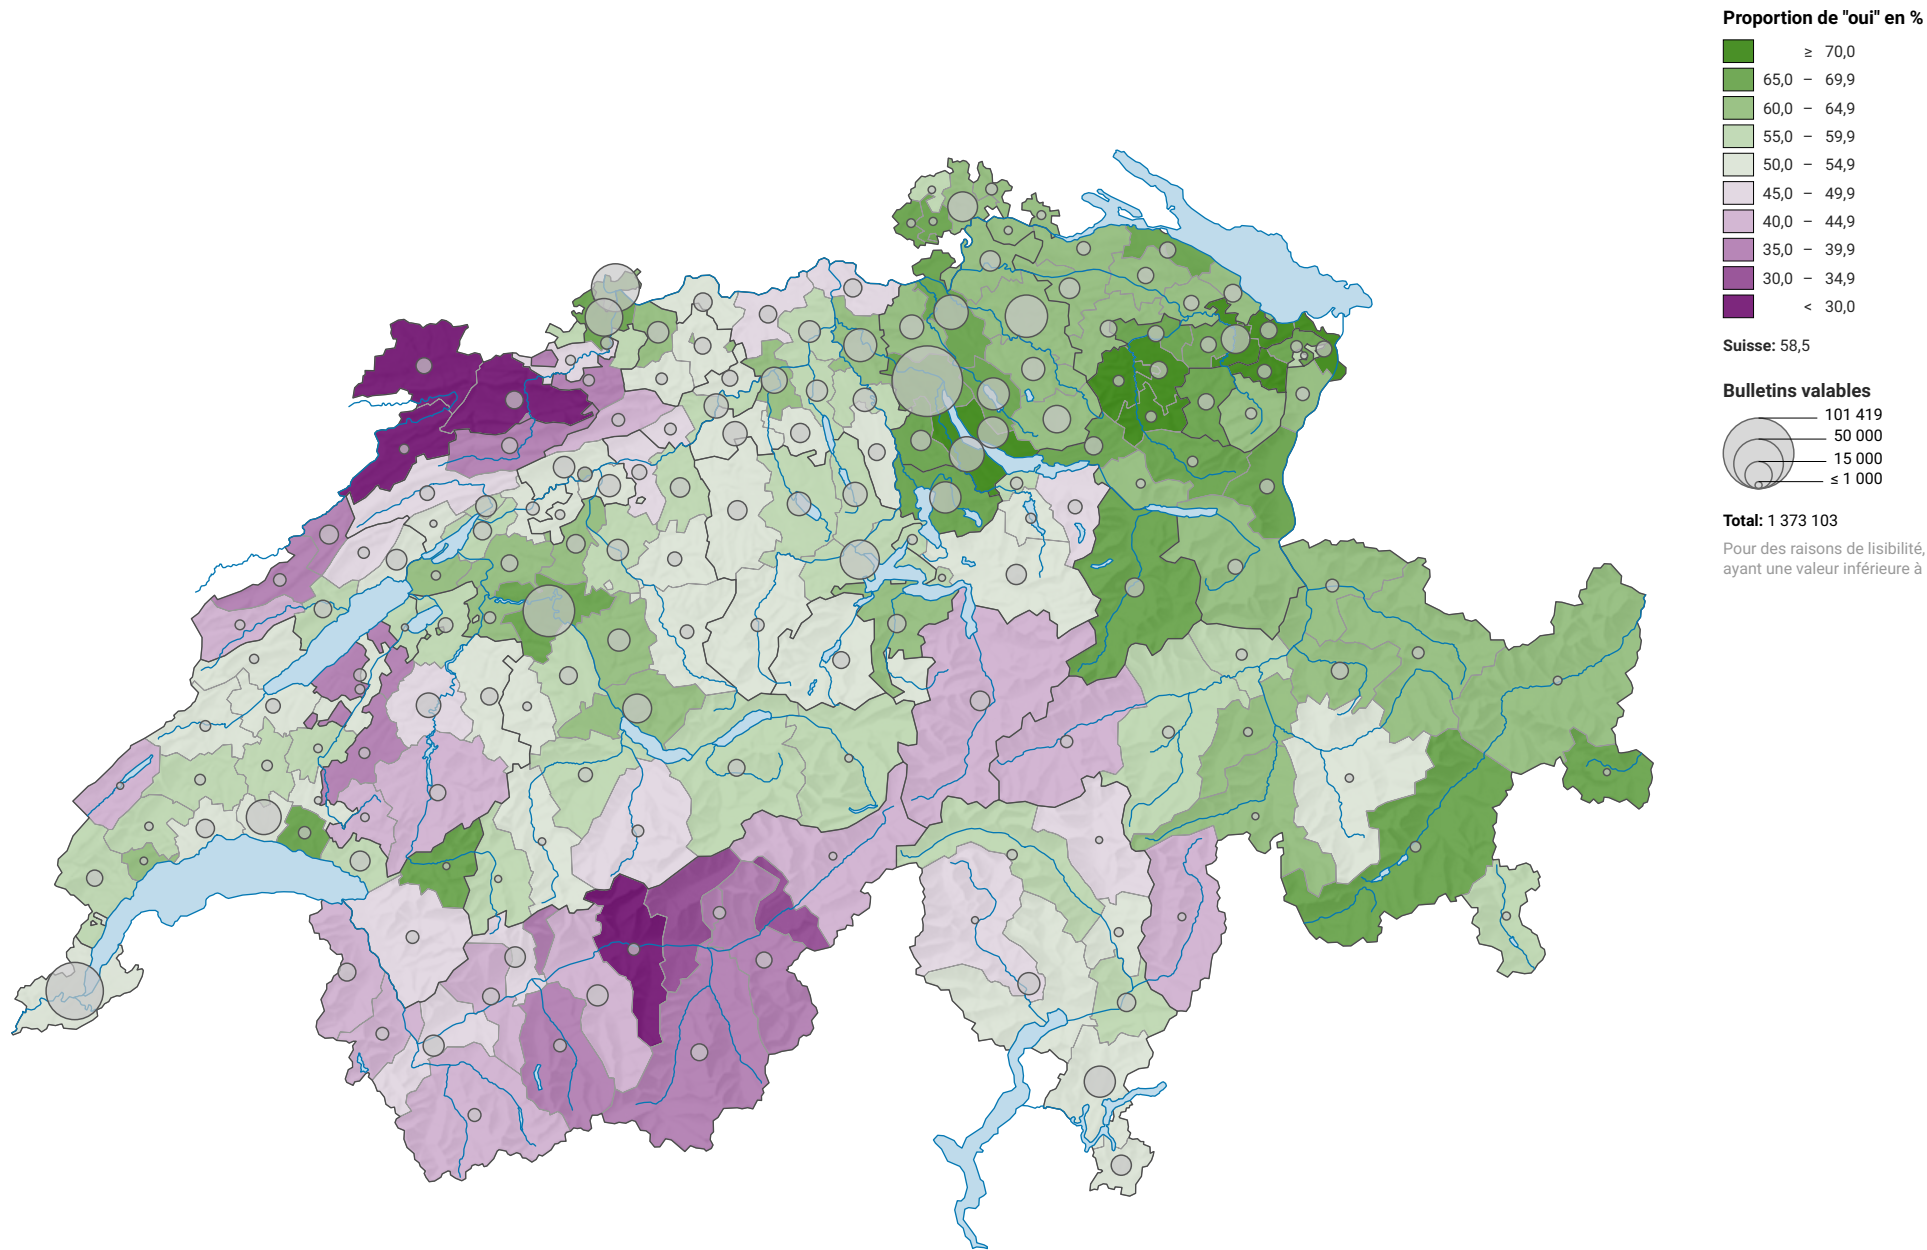 Proportion de "oui" en %
≥ 70,0
65,0 – 69,9
60,0 – 64,9
55,0 – 59,9
50,0 – 54,9
45,0 – 49,9
40,0 – 44,9
35,0 – 39,9
30,0 – 34,9
< 30,0
Suisse: 58,5
Bulletins valables
101 419
50 000
15 000
≤ 1 000
Total: 1 373 103
Pour des raisons de lisibilité,
ayant une valeur inférieure à